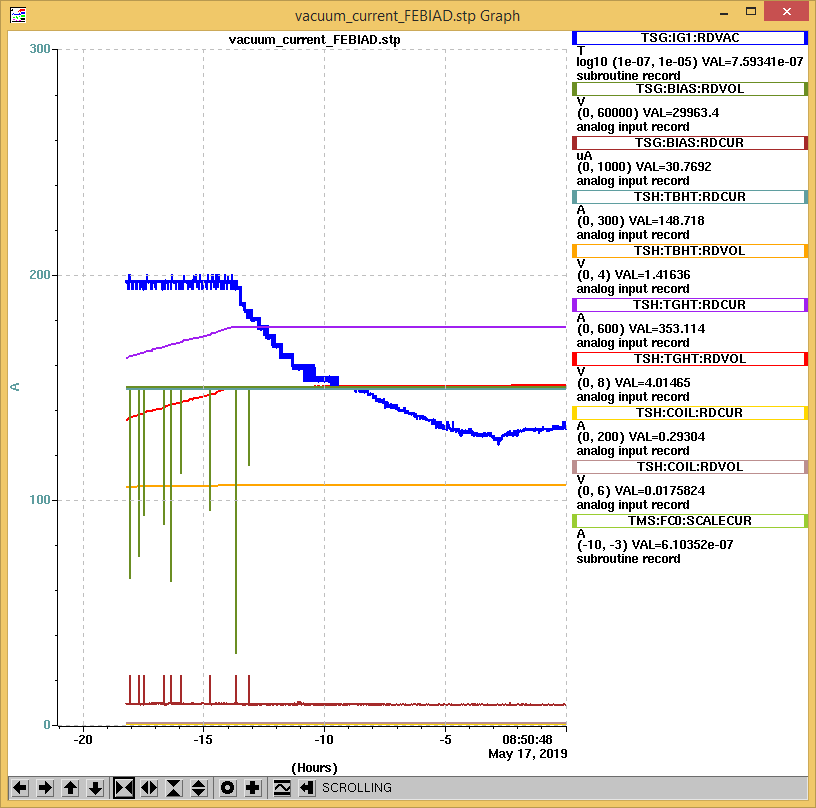 vacuum_current_FEBIAD.stp Graph
vacuum_current_FEBIAD.stp
300
200
100
0
A
-20
-15
-10
-5
08:50:48
May 17, 2019
(Hours)
TSG:IG1:RDVAC
T
log10 (1e-07, 1e-05) VAL=7.59341e-07
subroutine record
TSG:BIAS:RDVOL
V
(0, 60000) VAL=29963.4
analog input record
TSG:BIAS:RDCUR
uA
(0, 1000) VAL=30.7692
analog input record
TSH:TBHT:RDCUR
A
(0, 300) VAL=148.718
analog input record
TSH:TBHT:RDVOL
V
(0, 4) VAL=1.41636
analog input record
TSH:TGHT:RDCUR
A
(0, 600) VAL=353.114
analog input record
TSH:TGHT:RDVOL
V
(0, 8) VAL=4.01465
analog input record
TSH:COIL:RDCUR
A
(0, 200) VAL=0.29304
analog input record
TSH:COIL:RDVOL
V
(0, 6) VAL=0.0175824
analog input record
TMS:FC0:SCALECUR
A
(-10, -3) VAL=6.10352e-07
subroutine record
SCROLLING